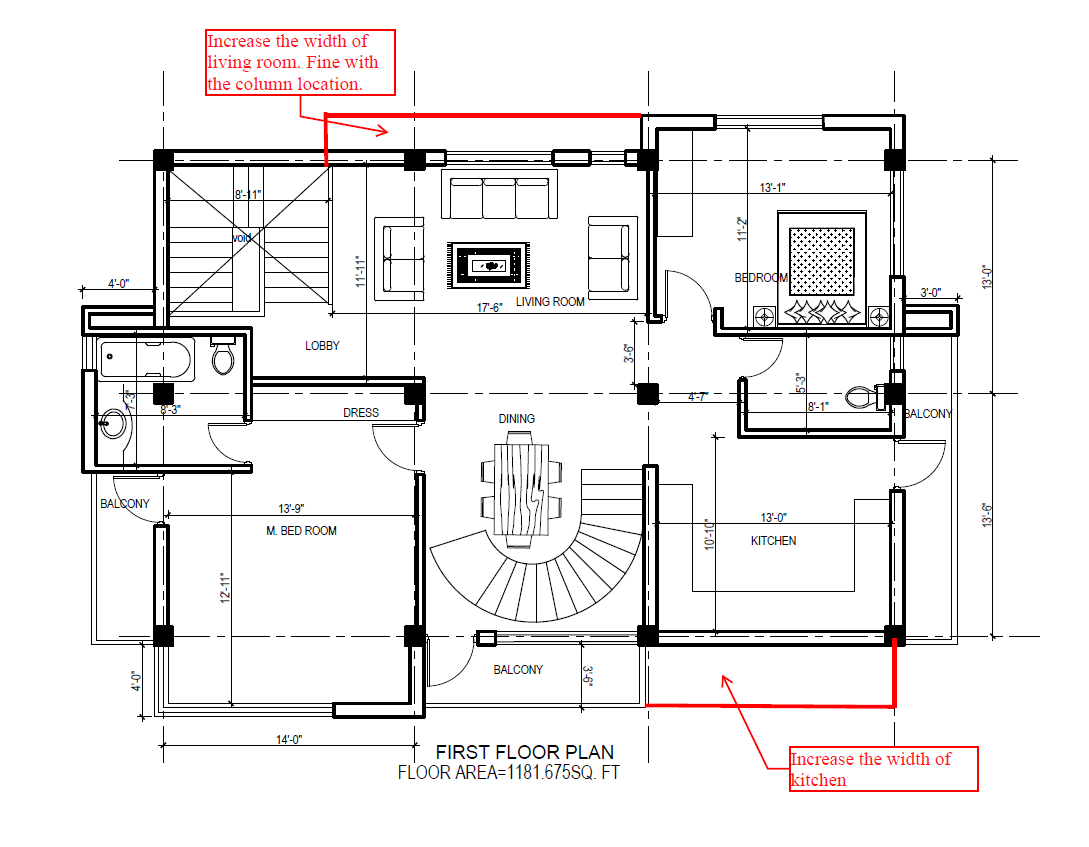 Increase the width of
living room. Fine with
the column location.
8'-11"
void
13'-1"
11'-2"
BEDROOM
11'-11"
LIVING ROOM
17'-6"
4'-0"
3'-0"
13'-0"
LOBBY
3'-6"
5'-3"
7'-3"
8'-3"
DRESS
DINING
4'-7"
8'-1"
BALCONY
BALCONY
13'-9"
M. BED ROOM
13'-0"
KITCHEN
10'-10"
13'-6"
12'-11"
4'-0"
BALCONY
3'-6"
14'-0"
FIRST FLOOR PLAN
FLOOR AREA=1181.675SQ. FT
Increase the width of
kitchen